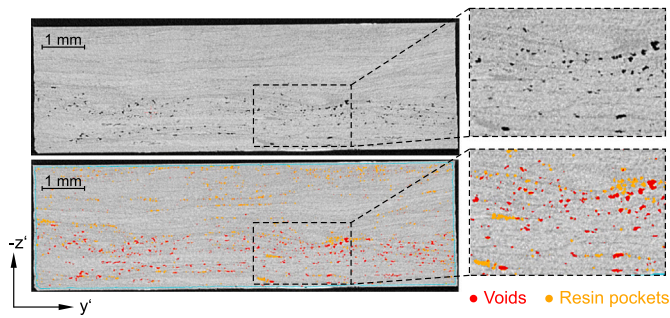 1 mm
1 mm
-z‘
y‘
Voids
Resin pockets